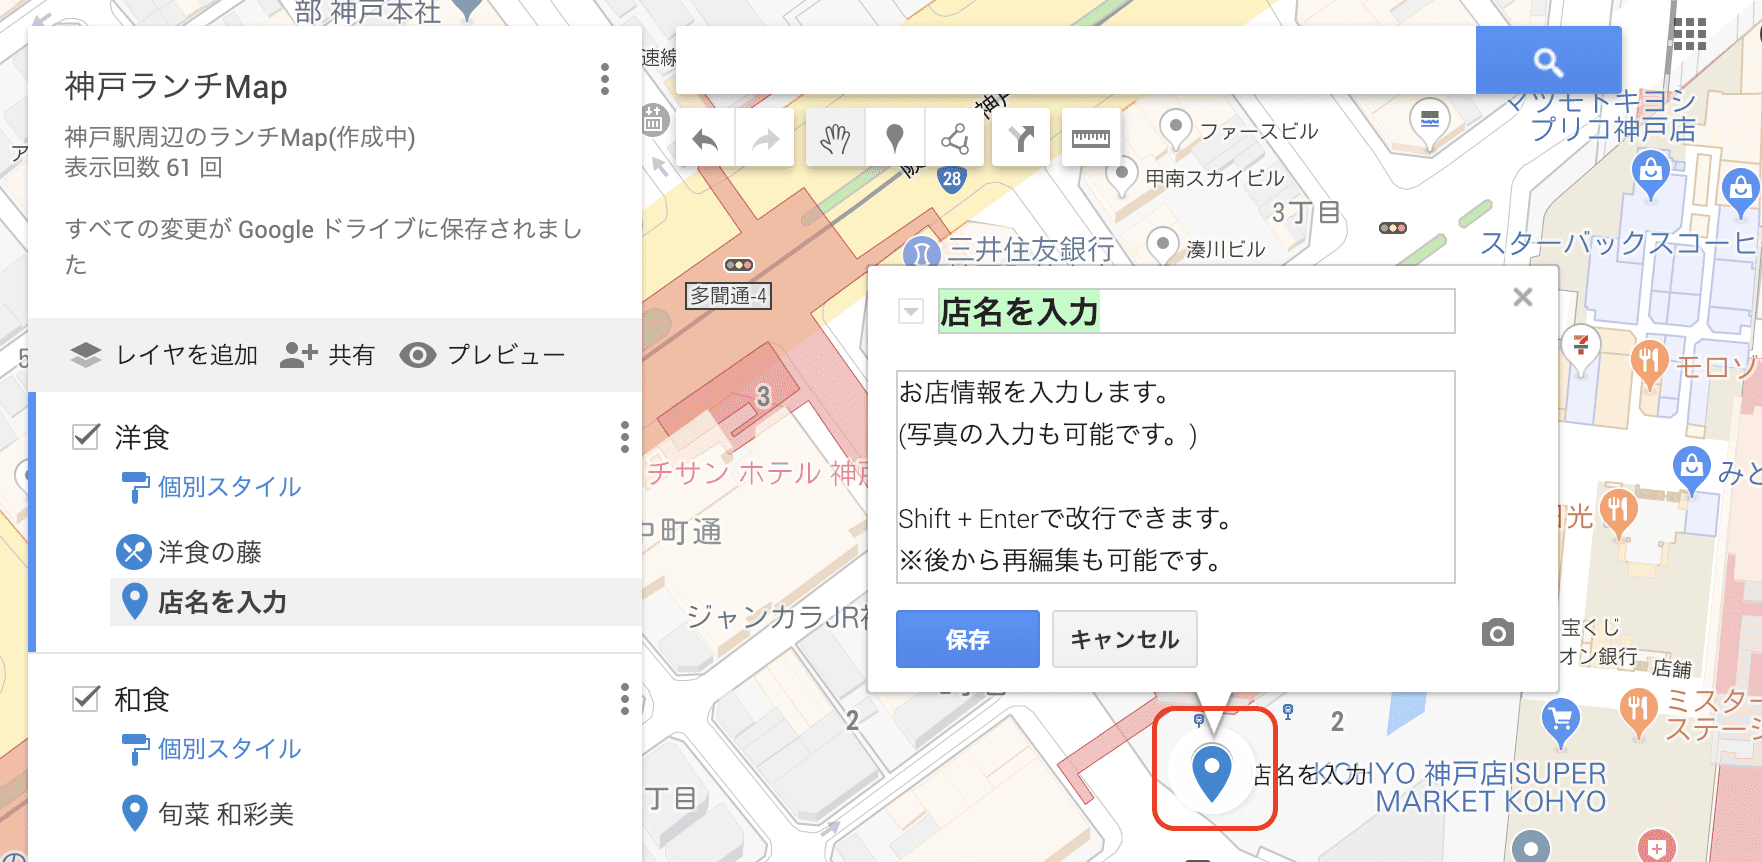 部 神戸本社
神戸ランチMap
神戸駅周辺のランチMap(作成中)
表示回数 61 回
すべての変更が Google ドライブに保存されまし
た
レイヤを追加
共有
プレビュー
洋食
個別スタイル
洋食の藤
店名を入力
和食
個別スタイル
旬菜 和彩美
速線
ファースビル
マツモトキヨシ
プリコ神戸店
28
甲南スカイビル
3丁目
三井住友銀行
湊川ビル
スターバックスコーヒ
多聞通-4
店名を入力
お店情報を入力します。
(写真の入力も可能です。)
Shift + Enterで改行できます。
※後から再編集も可能です。
保存
キャンセル
3
チサン ホテル 神
中町通
ジャンカラJR神
モロゾ
みと
光
宝くじ
オン銀行
店舗
ミスター
ステージ
2
2
丁目
店名を入力
KOHYO 神戸店|SUPER
MARKET KOHYO
5
ア
の
7